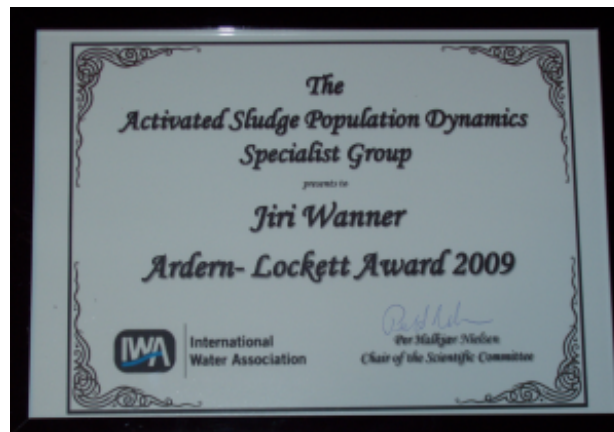 The
Activated Sludge Population Dynamics
Specialist Group
presents to
Jiri Wanner
Ardern- Lockett Award 2009
IWA
International
Water Association
Per Halkjær Nielsen
Chair of the Scientific Committee